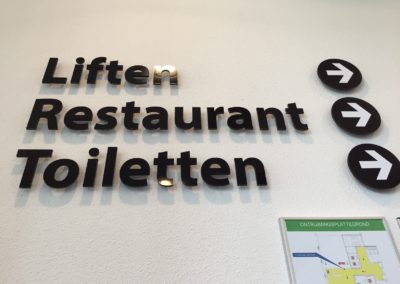 Liften
Restaurant
Toiletten
ONTRUIMINGSPLATTEGROND